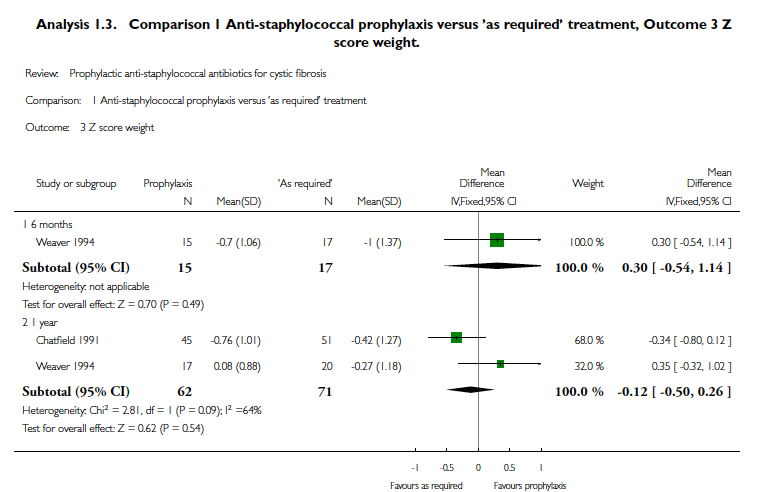 Analysis 1.3. Comparison 1 Anti-staphylococcal prophylaxis versus 'as required' treatment, Outcome 3 Z
score weight.
Review: Prophylactic anti-staphylococcal antibiotics for cystic fibrosis
Comparison: 1 Anti-staphylococcal prophylaxis versus 'as required' treatment
Outcome: 3 Z score weight
Study or subgroup Prophylaxis 'As required' Mean Difference Weight Mean Difference
N Mean(SD) N Mean(SD) IV,Fixed,95% CI IV,Fixed,95% CI
1 6 months
Weaver 1994 15 -0.7 (1.06) 17 -1 (1.37) 100.0 % 0.30 [ -0.54, 1.14 ]
Subtotal (95% CI) 15 17 100.0 % 0.30 [ -0.54, 1.14 ]
Heterogeneity: not applicable
Test for overall effect: Z = 0.70 (P = 0.49)
2 1 year
Chatfield 1991 45 -0.76 (1.01) 51 -0.42 (1.27) 68.0 % -0.34 [ -0.80, 0.12 ]
Weaver 1994 17 0.08 (0.88) 20 -0.27 (1.18) 32.0 % 0.35 [ -0.32, 1.02 ]
Subtotal (95% CI) 62 71 100.0 % -0.12 [ -0.50, 0.26 ]
Heterogeneity: Chi² = 2.81, df = 1 (P = 0.09); I² =64%
Test for overall effect: Z = 0.62 (P = 0.54)
-1 -0.5 0 0.5 1
Favours as required Favours prophylaxis